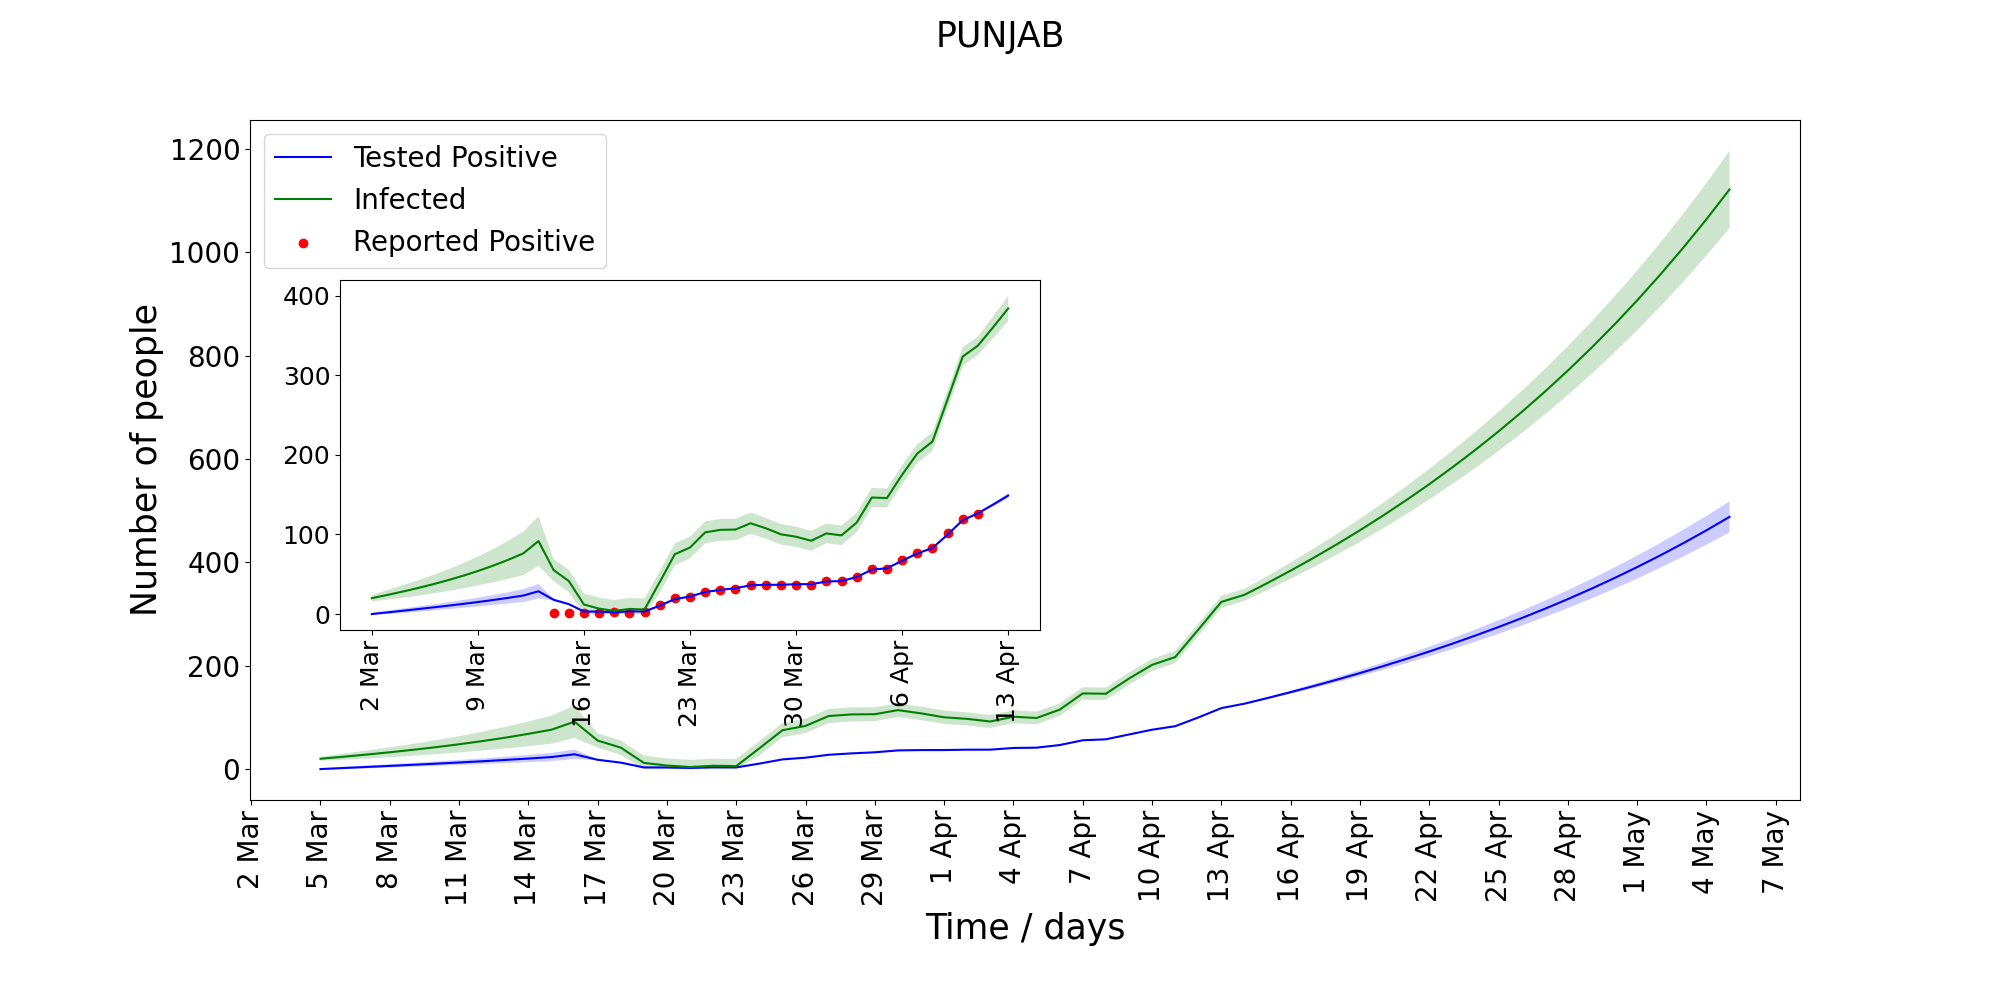 PUNJAB
Tested Positive
Infected
Reported Positive
Number of people
1200
1000
800
600
400
200
0
400
300
200
100
0
2 Mar
9 Mar
16 Mar
23 Mar
30 Mar
6 Apr
13 Apr
2 Mar
5 Mar
8 Mar
11 Mar
14 Mar
17 Mar
20 Mar
23 Mar
26 Mar
29 Mar
1 Apr
4 Apr
7 Apr
10 Apr
13 Apr
16 Apr
19 Apr
22 Apr
25 Apr
28 Apr
1 May
4 May
7 May
Time / days